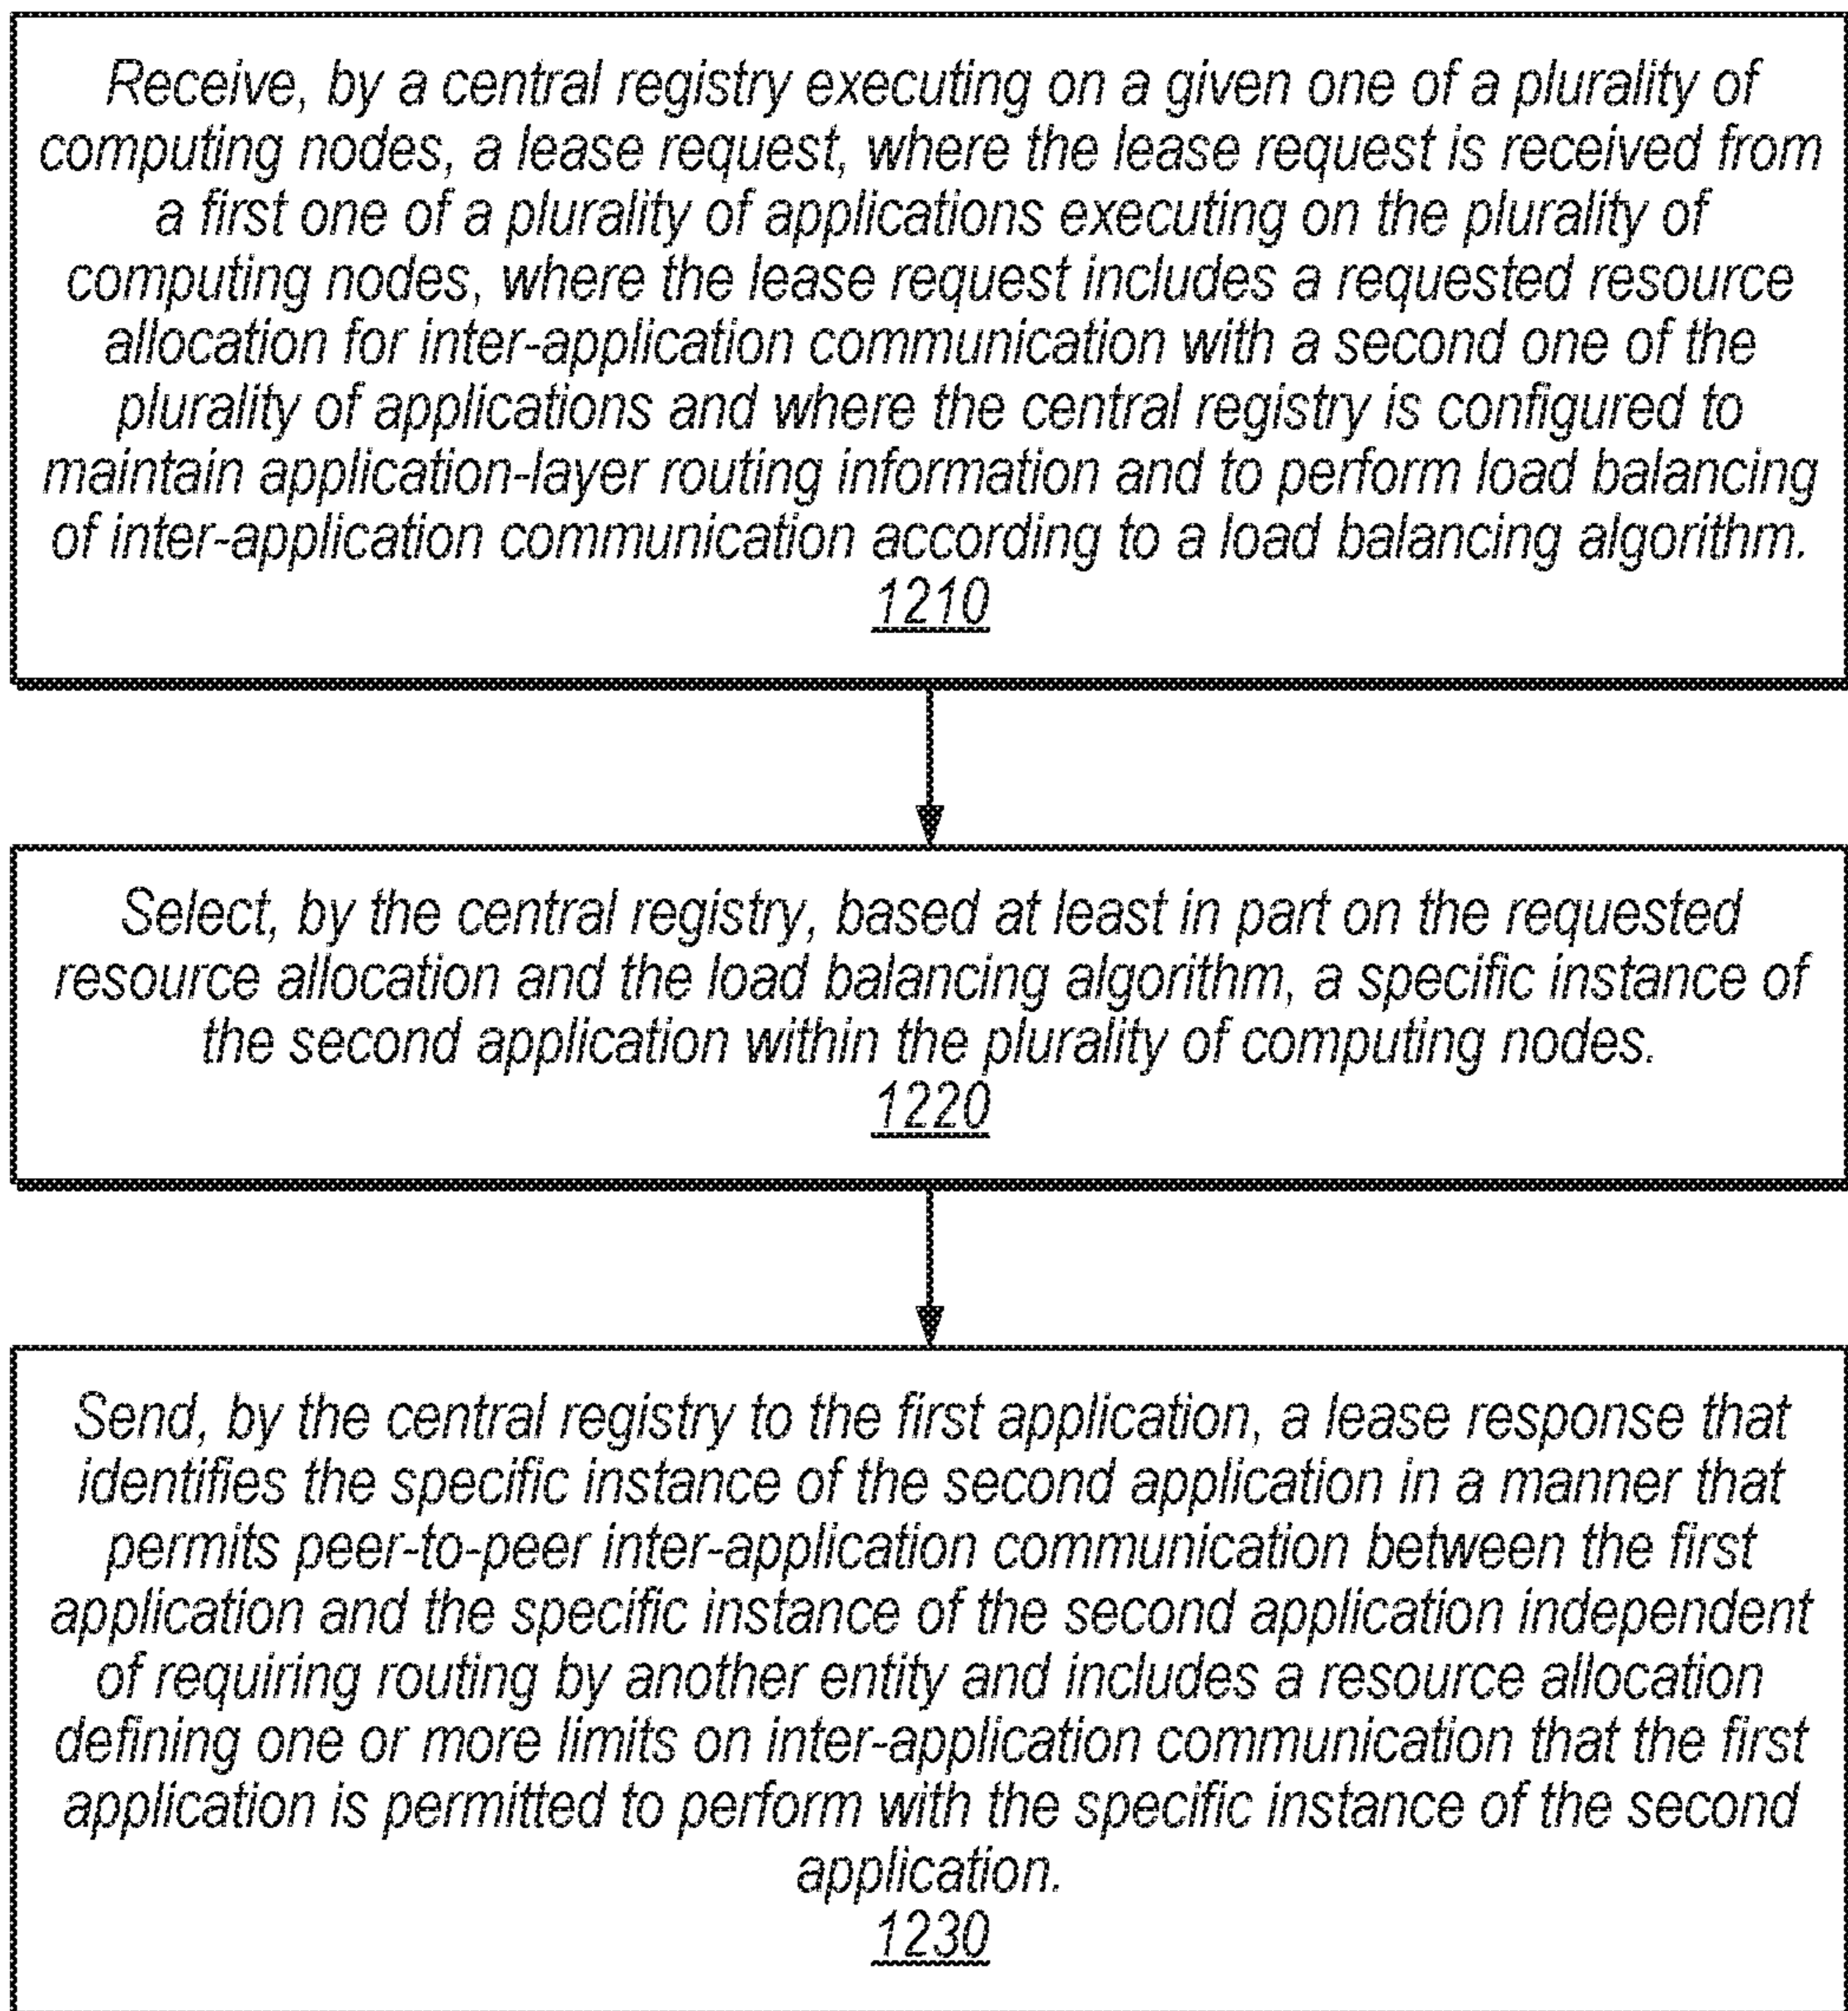 Receive, by a central registry executing on a given one of a plurality of
computing nodes, a lease request, where the lease request is received from
a first one of a plurality of applications executing on the plurality of
computing nodes, where the lease request includes a requested resource
allocation for inter-application communication with a second one of the
plurality of applications and where the central registry is configured to
maintain application-layer routing information and to perform load balancing
of inter-application communication according to a load balancing algorithm.
1210
Select, by the central registry, based at least in part on the requested
resource allocation and the load balancing algorithm, a specific instance of
the second application within the plurality of computing nodes.
1220
Send, by the central registry to the first application, a lease response that
identifies the specific instance of the second application in a manner that
permits peer-to-peer inter-application communication between the first
application and the specific instance of the second application independent
of requiring routing by another entity and includes a resource allocation
defining one or more limits on inter-application communication that the first
application is permitted to perform with the specific instance of the second
application.
1230